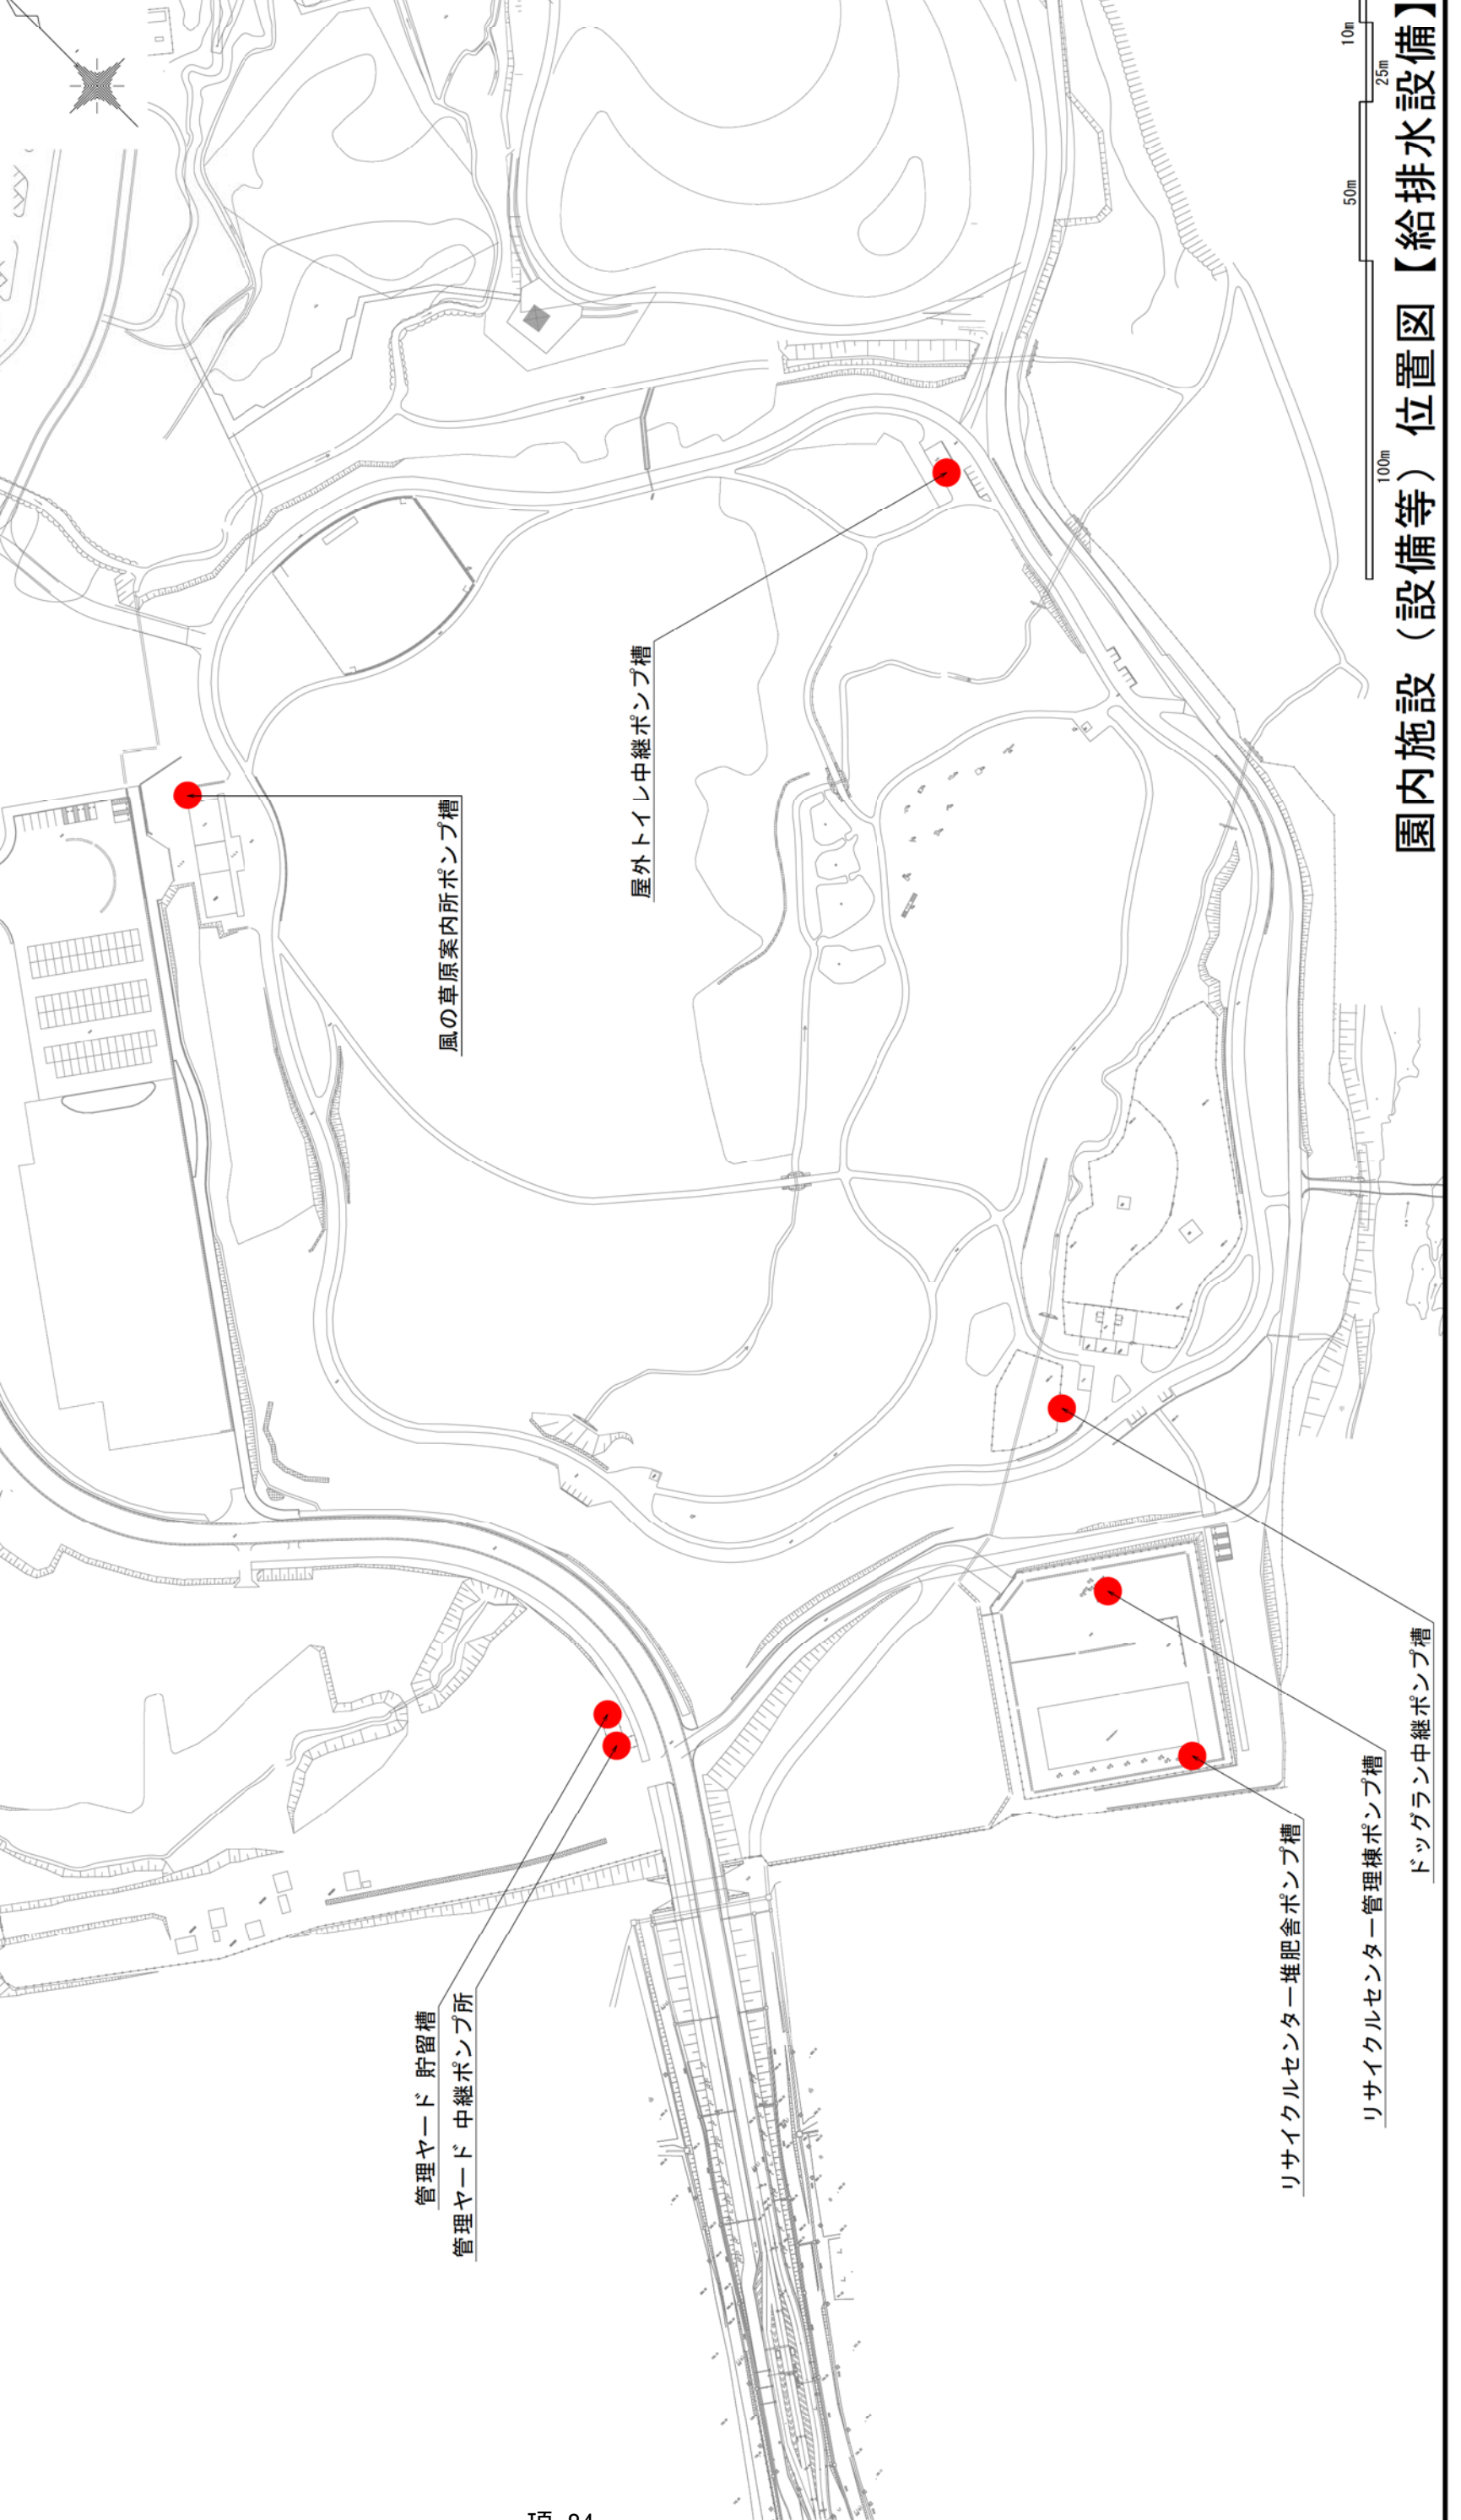 園内施設（設備等）位置図【給排水設備】
10m
25m
50m
100m
風の草原案内所ポンプ槽
屋外トイレ中継ポンプ槽
管理ヤード 貯留槽
管理ヤード 中継ポンプ所
リサイクルセンター堆肥舎ポンプ槽
リサイクルセンター管理棟ポンプ槽
ドッグラン中継ポンプ槽